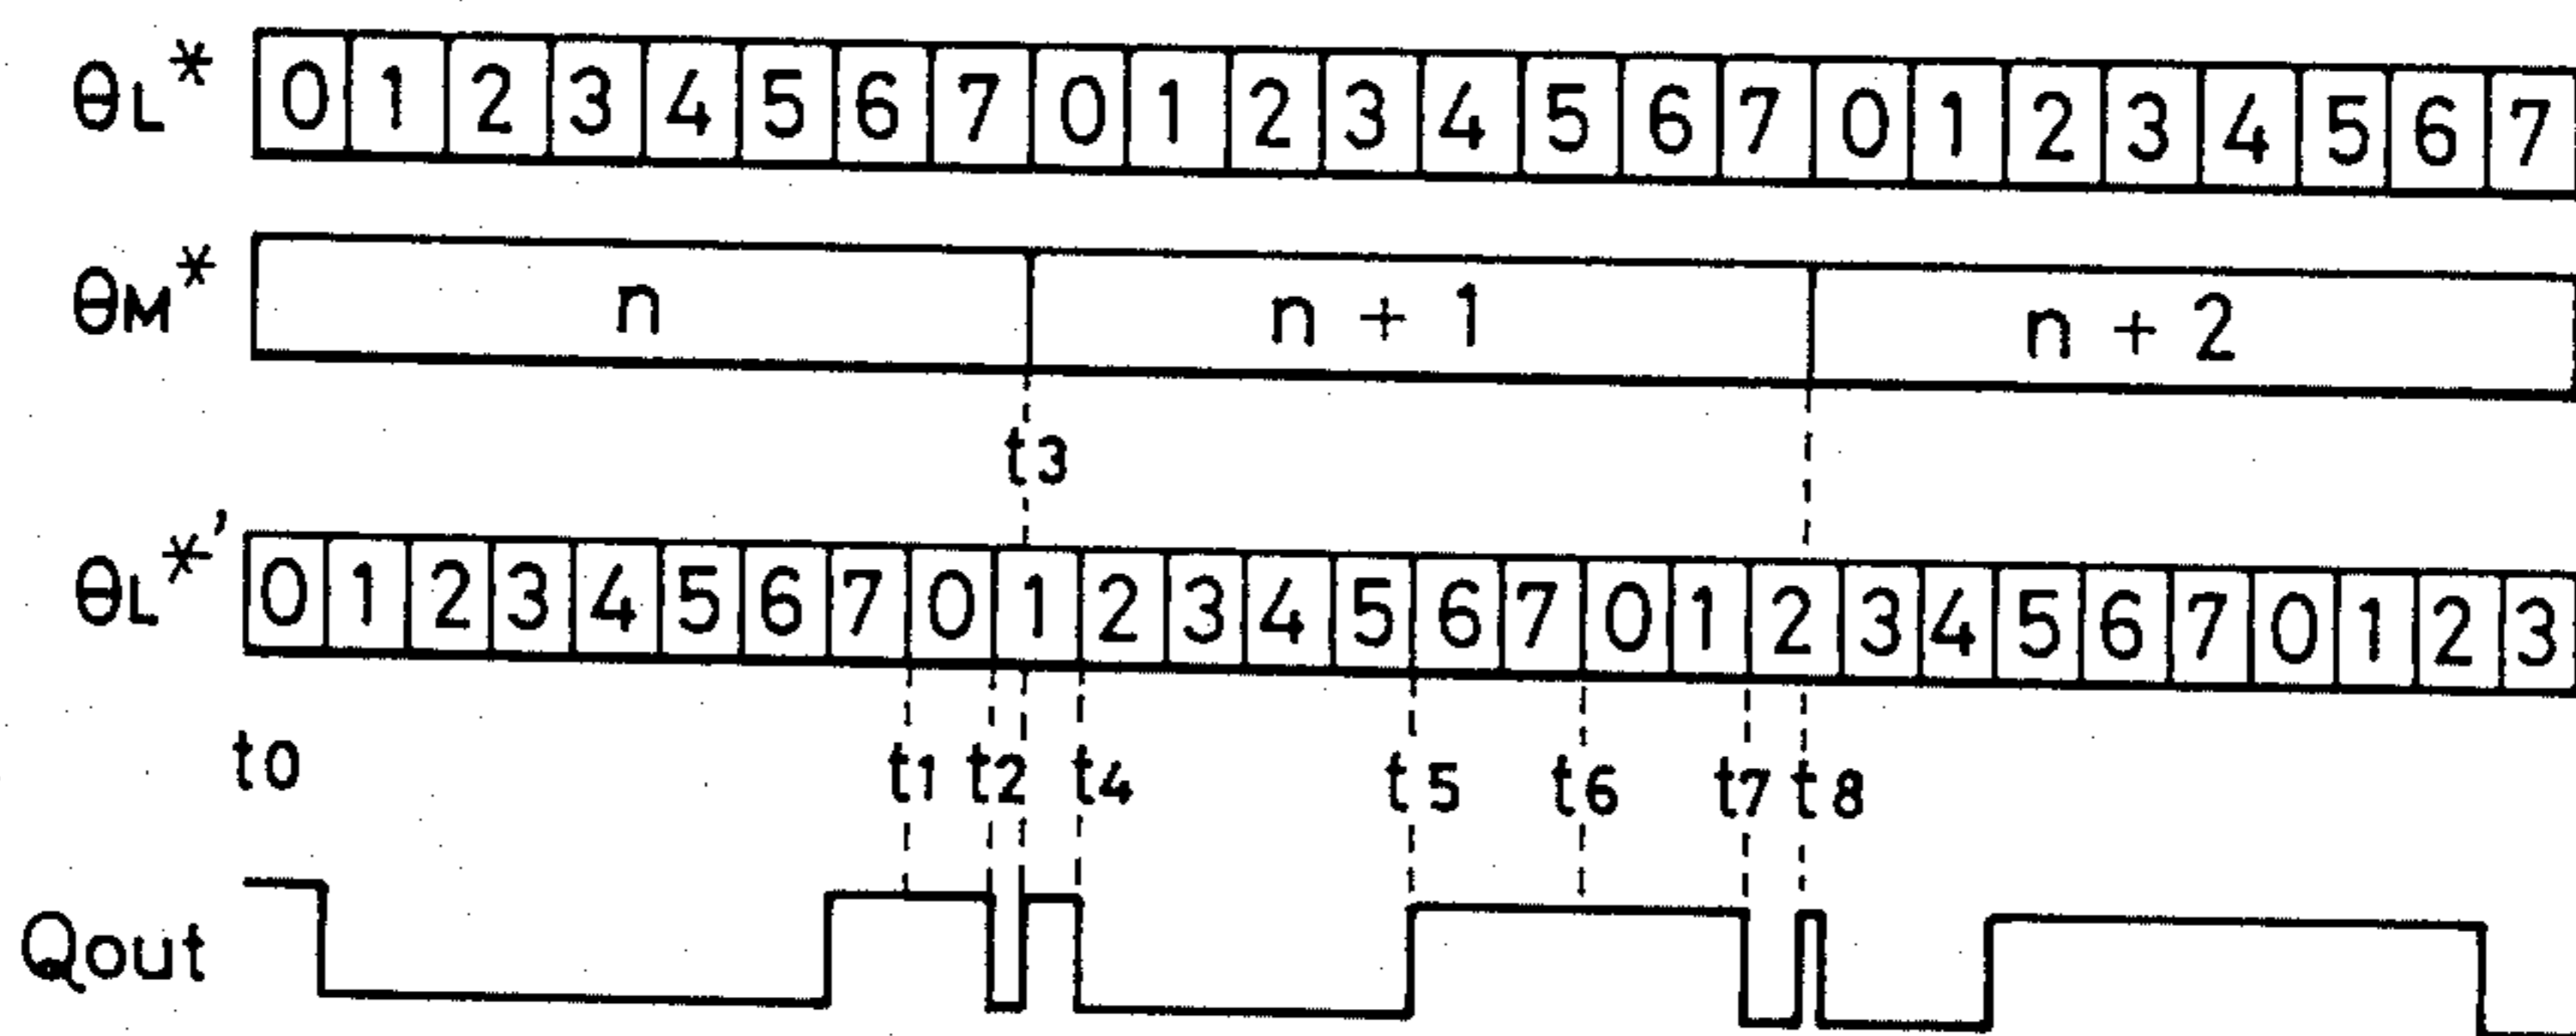 θL* 0 1 2 3 4 5 6 7 0 1 2 3 4 5 6 7 0 1 2 3 4 5 6 7
θM* n n + 1 n + 2
t3
θL*' 0 1 2 3 4 5 6 7 0 1 2 3 4 5 6 7 0 1 2 3 4 5 6 7 0 1 2 3
t0 t1 t2 t4 t5 t6 t7 t8
Qout